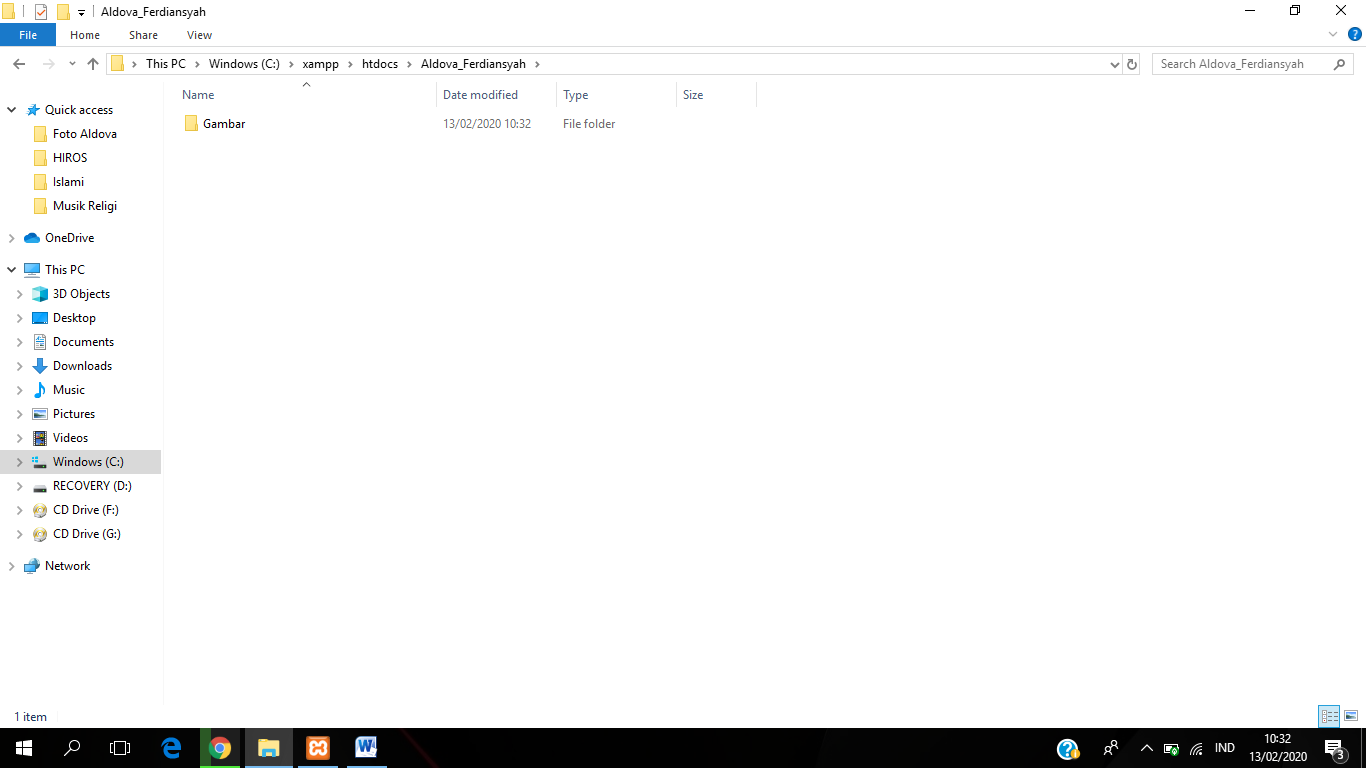 Aldova_Ferdiansyah
File Home Share View
This PC Windows (C:) xampp htdocs Aldova_Ferdiansyah
Search Aldova_Ferdiansyah
Name Date modified Type Size
Gambar 13/02/2020 10:32 File folder
Quick access
Foto Aldova
HIROS
Islami
Musik Religi
OneDrive
This PC
3D Objects
Desktop
Documents
Downloads
Music
Pictures
Videos
Windows (C:)
RECOVERY (D:)
CD Drive (F:)
CD Drive (G:)
Network
1 item
IND
10:32
13/02/2020
3